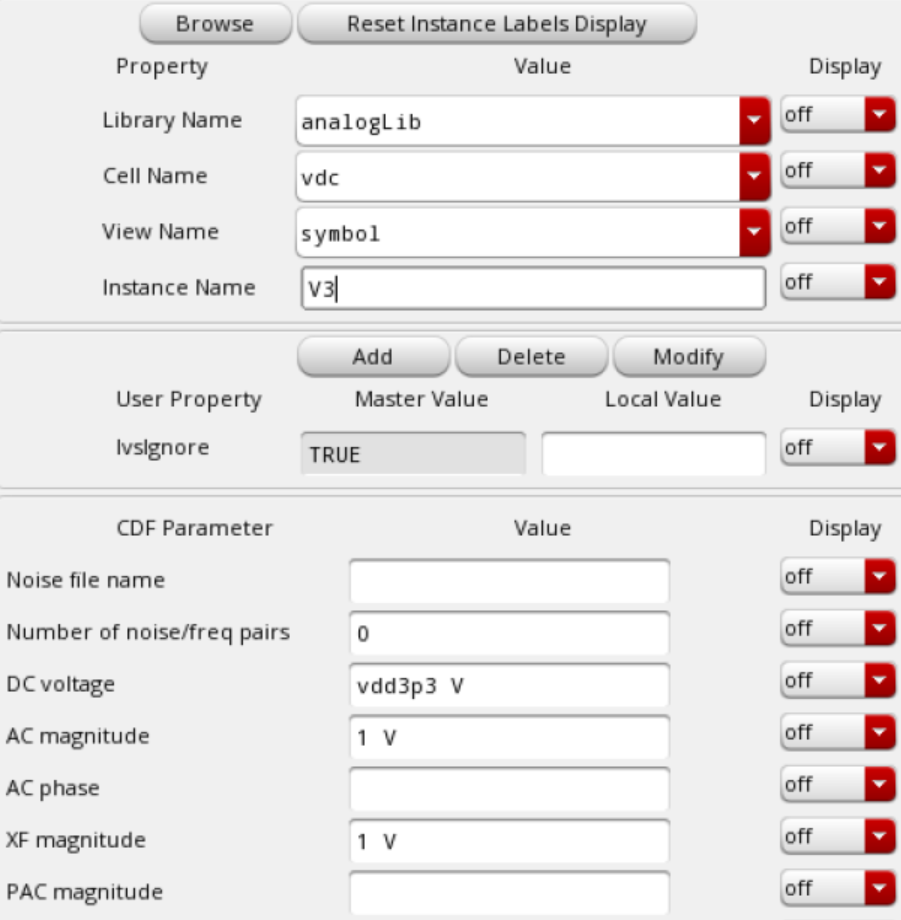 Browse Reset Instance Labels Display
Property Value Display
Library Name analogLib off
Cell Name vdc off
View Name symbol off
Instance Name V3 off
Add Delete Modify
User Property Master Value Local Value Display
lvsIgnore TRUE off
CDF Parameter Value Display
Noise file name off
Number of noise/freq pairs 0 off
DC voltage vdd3p3 V off
AC magnitude 1 V off
AC phase off
XF magnitude 1 V off
PAC magnitude off